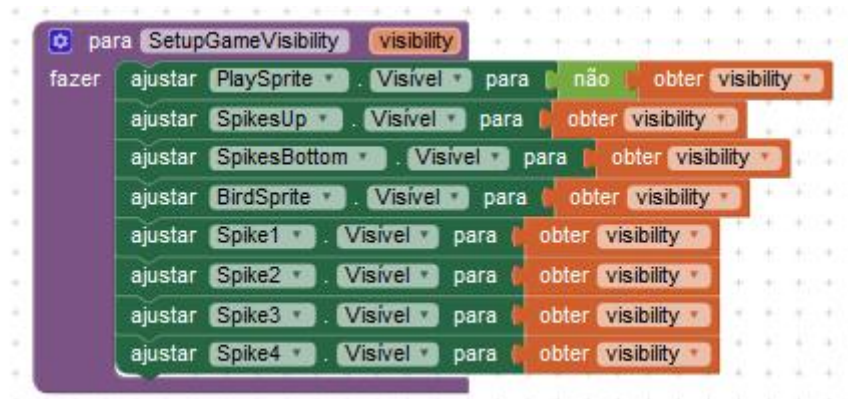 para SetupGameVisibility visibility
fazer ajustar PlaySprite . Visível para não obter visibility
ajustar SpikesUp . Visível para obter visibility
ajustar SpikesBottom . Visível para obter visibility
ajustar BirdSprite . Visível para obter visibility
ajustar Spike1 . Visível para obter visibility
ajustar Spike2 . Visível para obter visibility
ajustar Spike3 . Visível para obter visibility
ajustar Spike4 . Visível para obter visibility